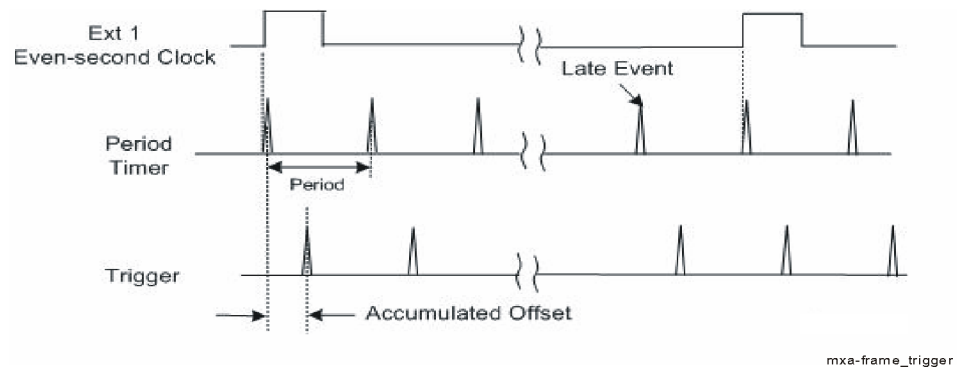 Ext 1
Even-second Clock
Late Event
Period
Timer
Period
Trigger
Accumulated Offset
mxa-frame_trigger